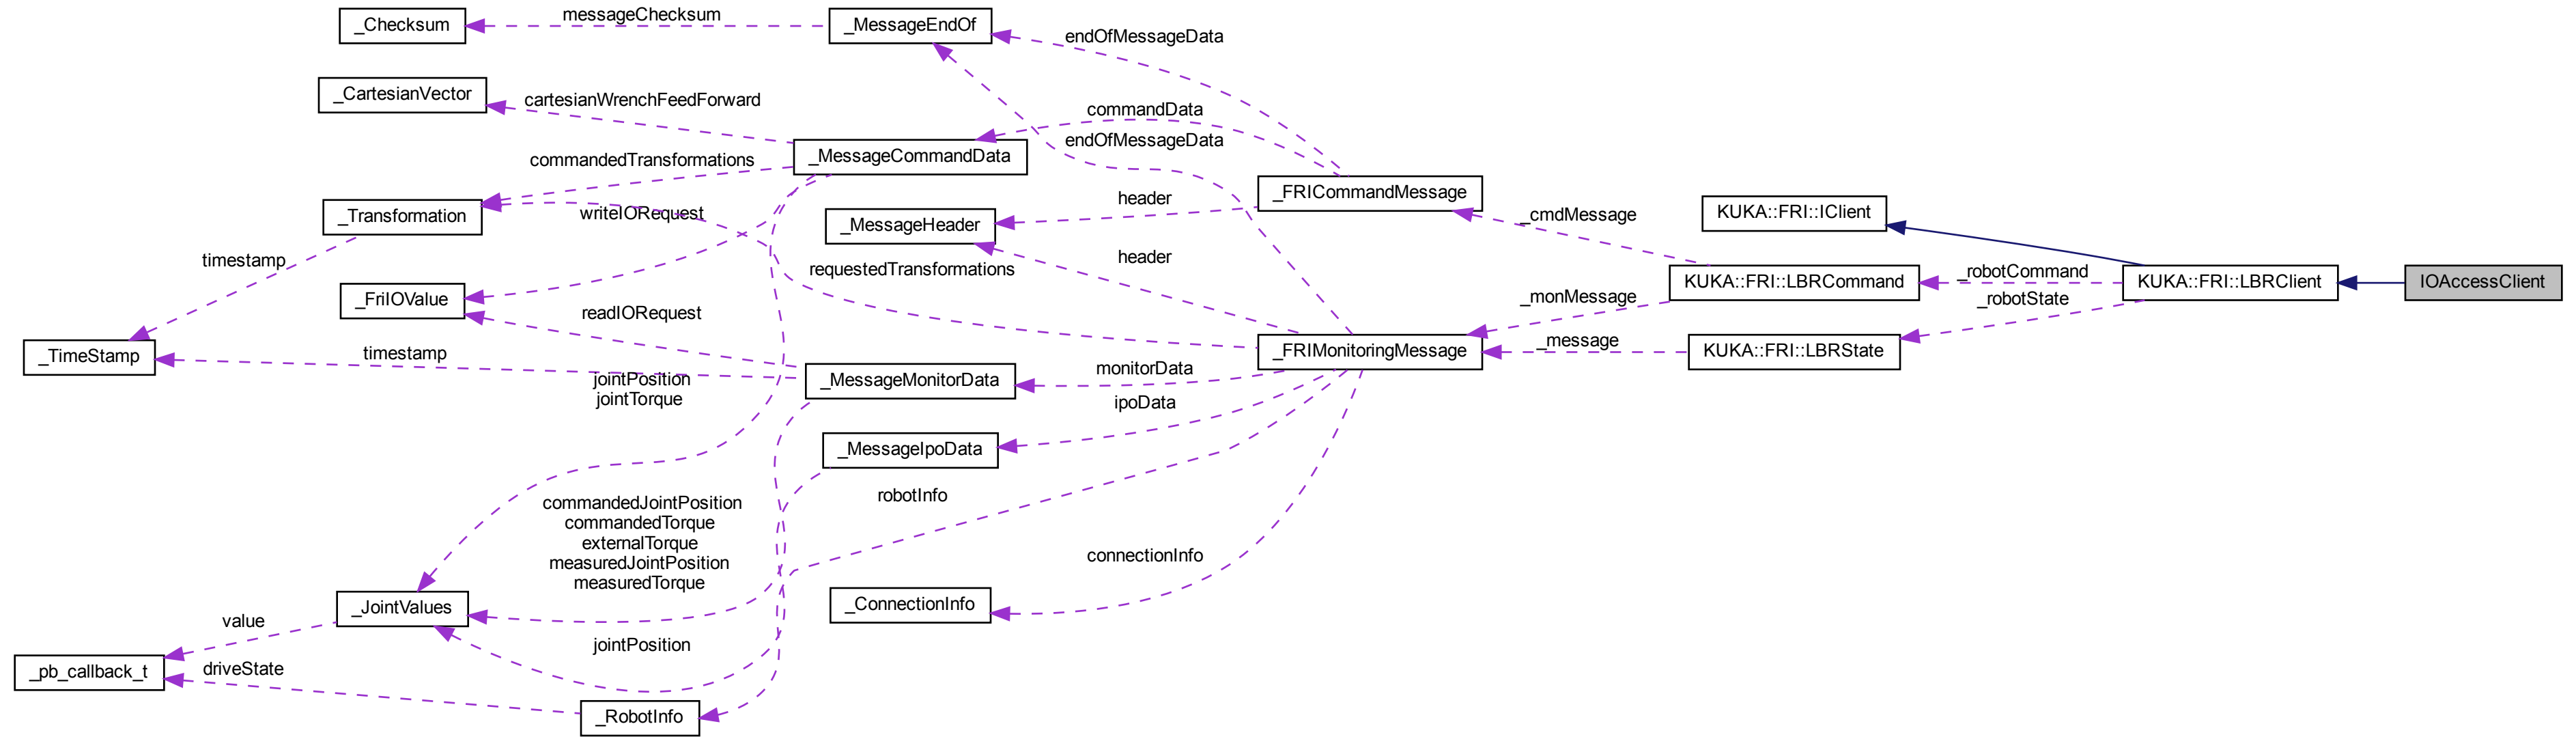 _Checksum
messageChecksum
_MessageEndOf
endOfMessageData
_CartesianVector
cartesianWrenchFeedForward
commandData
endOfMessageData
_MessageCommandData
commandedTransformations
_FRICommandMessage
header
_Transformation
writeIORequest
_MessageHeader
_cmdMessage
KUKA::FRI::IClient
timestamp
requestedTransformations
header
KUKA::FRI::LBRCommand
_robotCommand
KUKA::FRI::LBRClient
IOAccessClient
_FriIOValue
readIORequest
_monMessage
_robotState
_TimeStamp
timestamp
_FRIMonitoringMessage
_message
KUKA::FRI::LBRState
jointPosition
jointTorque
_MessageMonitorData
monitorData
ipoData
_MessageIpoData
robotInfo
commandedJointPosition
commandedTorque
externalTorque
measuredJointPosition
measuredTorque
connectionInfo
_JointValues
_ConnectionInfo
value
jointPosition
_pb_callback_t
driveState
_RobotInfo